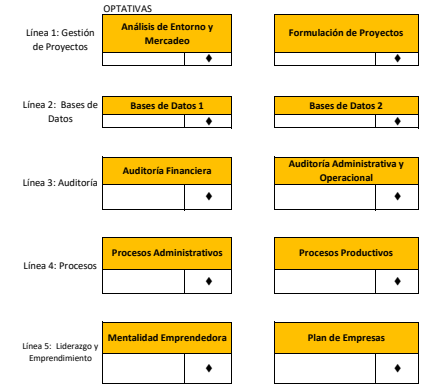 OPTATIVAS
Línea 1: Gestión
de Proyectos
Análisis de Entorno y
Mercadeo
Formulación de Proyectos
Línea 2: Bases de
Datos
Bases de Datos 1
Bases de Datos 2
Línea 3: Auditoría
Auditoría Financiera
Auditoría Administrativa y
Operacional
Línea 4: Procesos
Procesos Administrativos
Procesos Productivos
Línea 5: Liderazgo y
Emprendimiento
Mentalidad Emprendedora
Plan de Empresas